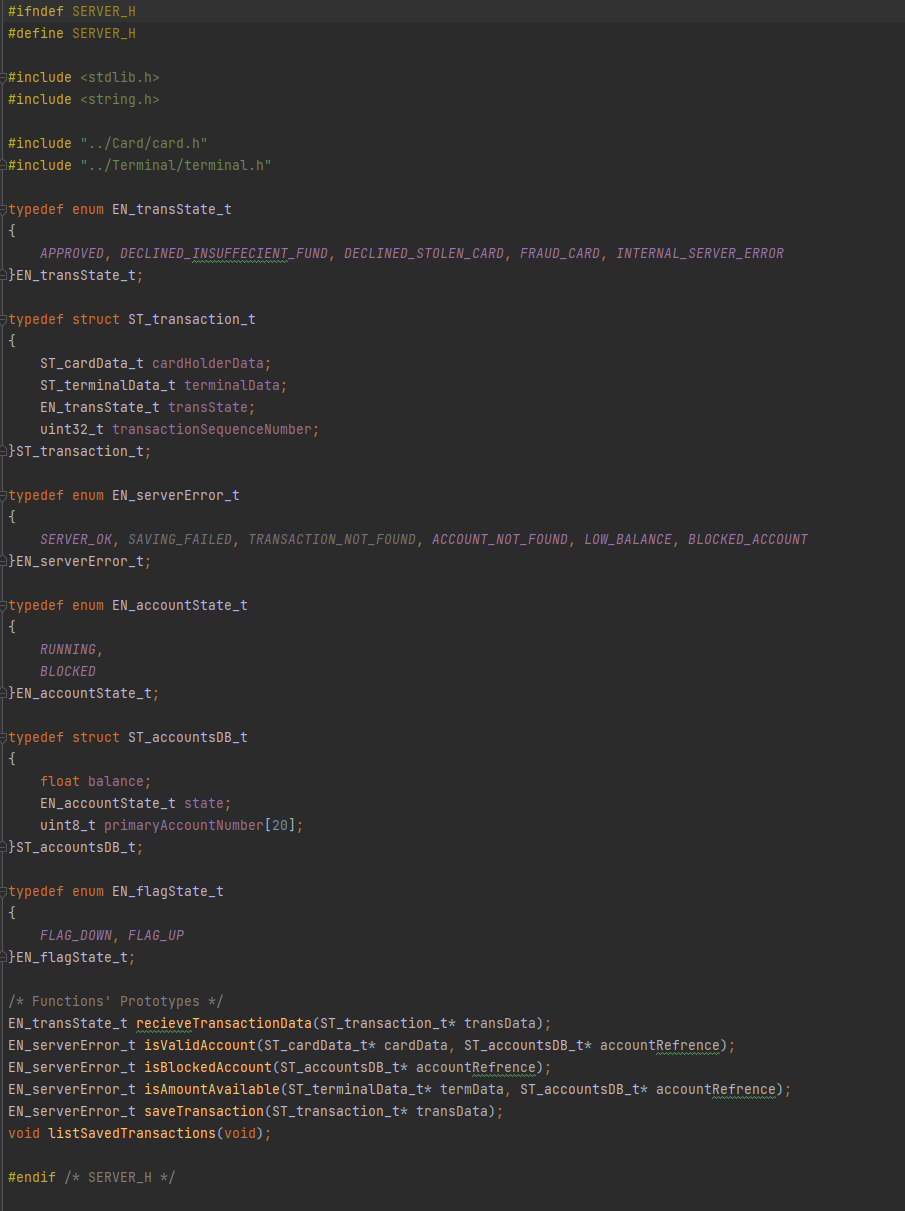 #ifndef SERVER_H
#define SERVER_H
#include <stdlib.h>
#include <string.h>
#include "../Card/card.h"
#include "../Terminal/terminal.h"
typedef enum EN_transState_t
{
    APPROVED, DECLINED_INSUFFECIENT_FUND, DECLINED_STOLEN_CARD, FRAUD_CARD, INTERNAL_SERVER_ERROR
}EN_transState_t;
typedef struct ST_transaction_t
{
    ST_cardData_t cardHolderData;
    ST_terminalData_t terminalData;
    EN_transState_t transState;
    uint32_t transactionSequenceNumber;
}ST_transaction_t;
typedef enum EN_serverError_t
{
    SERVER_OK, SAVING_FAILED, TRANSACTION_NOT_FOUND, ACCOUNT_NOT_FOUND, LOW_BALANCE, BLOCKED_ACCOUNT
}EN_serverError_t;
typedef enum EN_accountState_t
{
    RUNNING,
    BLOCKED
}EN_accountState_t;
typedef struct ST_accountsDB_t
{
    float balance;
    EN_accountState_t state;
    uint8_t primaryAccountNumber[20];
}ST_accountsDB_t;
typedef enum EN_flagState_t
{
    FLAG_DOWN, FLAG_UP
}EN_flagState_t;
/* Functions' Prototypes */
EN_transState_t recieveTransactionData(ST_transaction_t* transData);
EN_serverError_t isValidAccount(ST_cardData_t* cardData, ST_accountsDB_t* accountRefrence);
EN_serverError_t isBlockedAccount(ST_accountsDB_t* accountRefrence);
EN_serverError_t isAmountAvailable(ST_terminalData_t* termData, ST_accountsDB_t* accountRefrence);
EN_serverError_t saveTransaction(ST_transaction_t* transData);
void listSavedTransactions(void);
#endif /* SERVER_H */